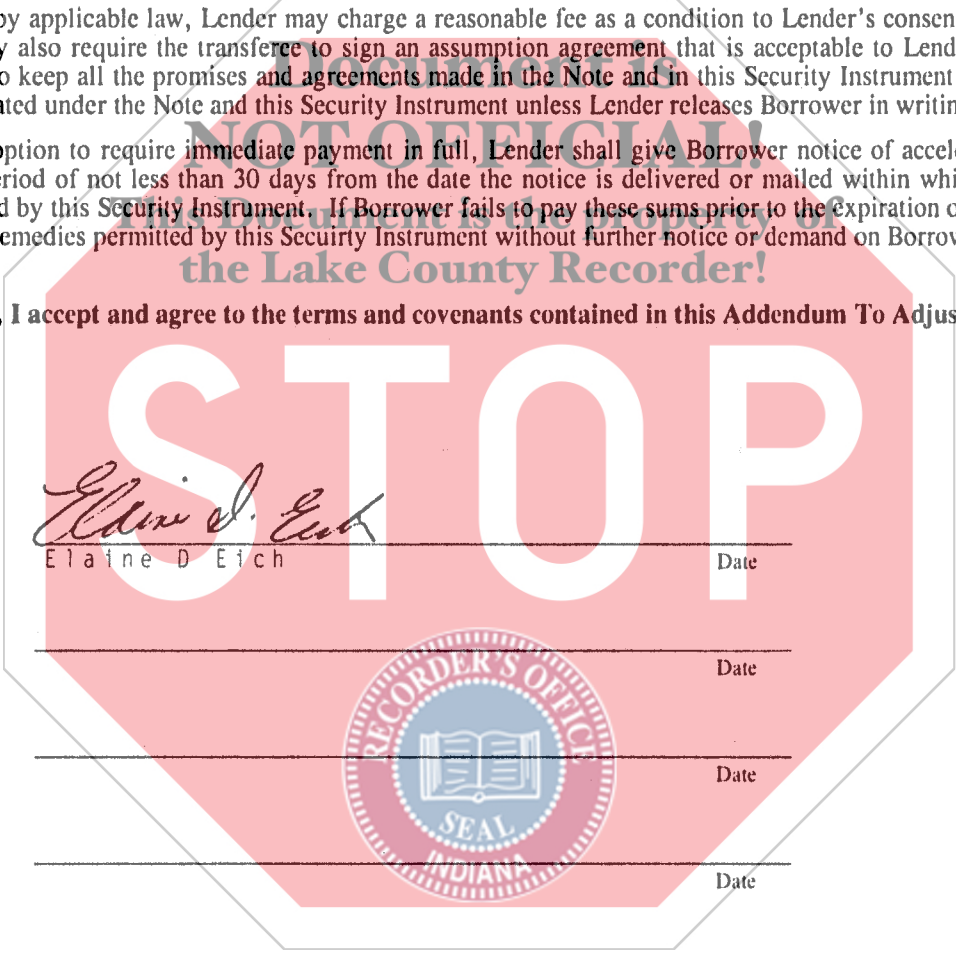 by applicable law, Lender may charge a reasonable fee as a condition to Lender's consen
also require the transferee to sign an assumption agreement that is acceptable to Lend
o keep all the promises and agreements made in the Note and in this Security Instrument
ated under the Note and this Security Instrument unless Lender releases Borrower in writin
Document is
NOT OFFICIAL!
This Document is the property of
the Lake County Recorder!
option to require immediate payment in full, Lender shall give Borrower notice of accel
eriod of not less than 30 days from the date the notice is delivered or mailed within whi
d by this Security Instrument. If Borrower fails to pay these sums prior to the expiration o
emedies permitted by this Secuirty Instrument without further notice or demand on Borrow
, I accept and agree to the terms and covenants contained in this Addendum To Adjus
STOP
Elaine D. Eich
Elaine D Eich
Date
Date
Date
Date
RECORDER'S OFFICE
SEAL
INDIANA